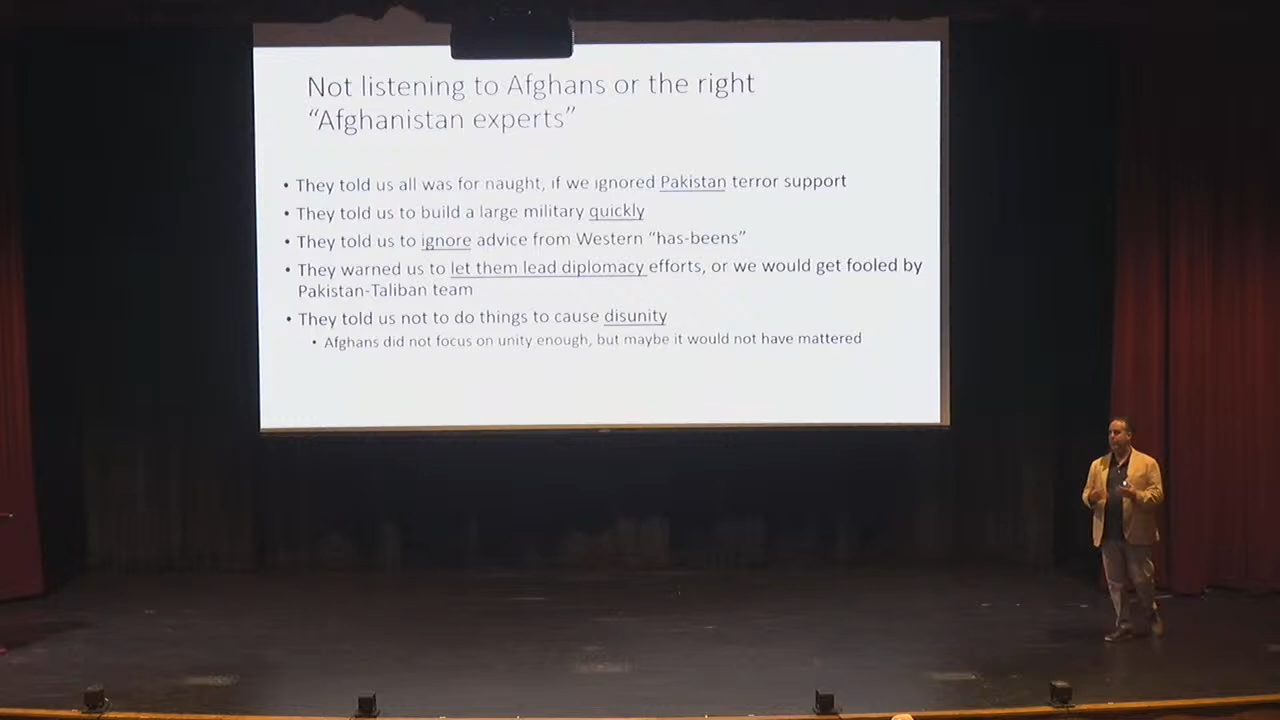 Not listening to Afghans or the right
“Afghanistan experts”
• They told us all was for naught, if we ignored Pakistan terror support
• They told us to build a large military quickly
• They told us to ignore advice from Western “has-beens”
• They warned us to let them lead diplomacy efforts, or we would get fooled by
Pakistan-Taliban team
• They told us not to do things to cause disunity
• Afghans did not focus on unity enough, but maybe it would not have mattered